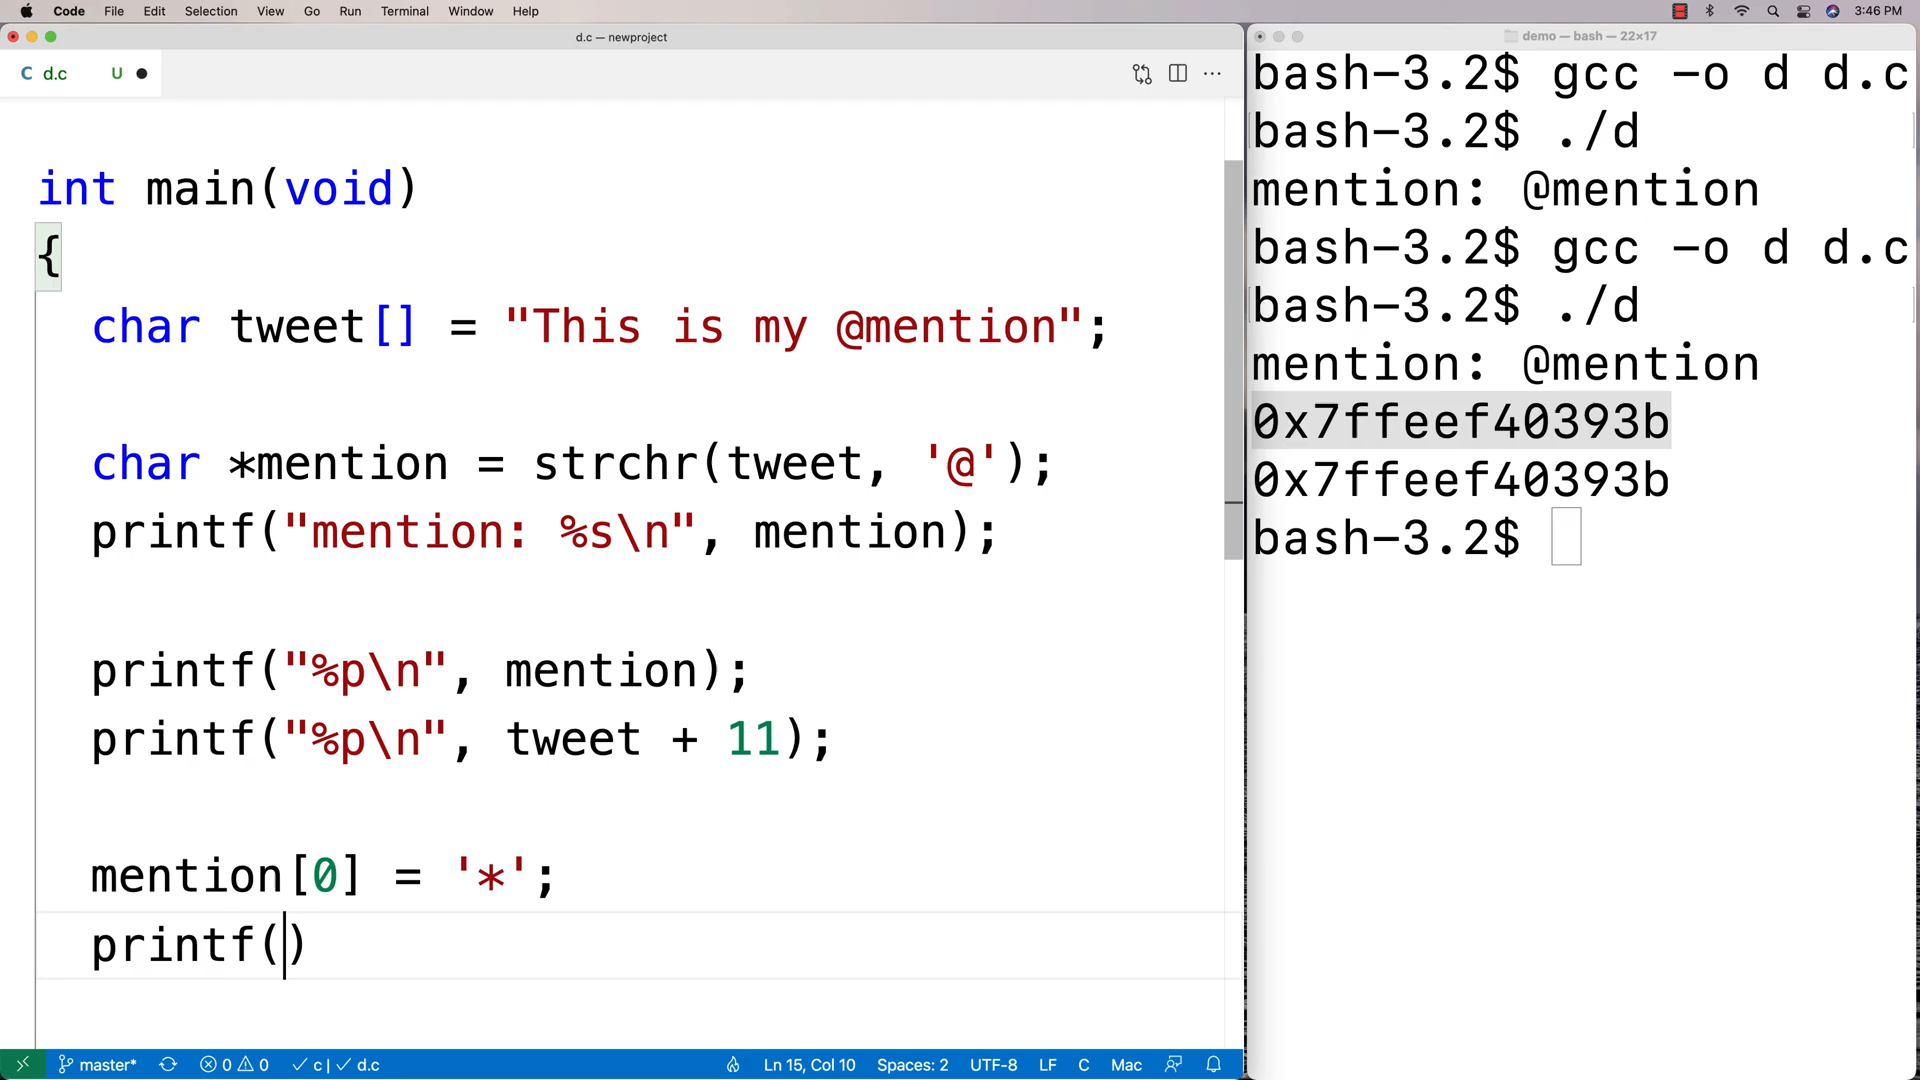 Code File Edit Selection View Go Run Terminal Window Help 3:46 PM
d.c — newproject
C d.c U
int main(void)
{
char tweet[] = "This is my @mention";
char *mention = strchr(tweet, '@');
printf("mention: %s\n", mention);
printf("%p\n", mention);
printf("%p\n", tweet + 11);
mention[0] = '*';
printf()
master* 0 0 c | d.c Ln 15, Col 10 Spaces: 2 UTF-8 LF C Mac
demo — bash — 22×17
bash-3.2$ gcc -o d d.c
bash-3.2$ ./d
mention: @mention
bash-3.2$ gcc -o d d.c
bash-3.2$ ./d
mention: @mention
0x7ffeef40393b
0x7ffeef40393b
bash-3.2$